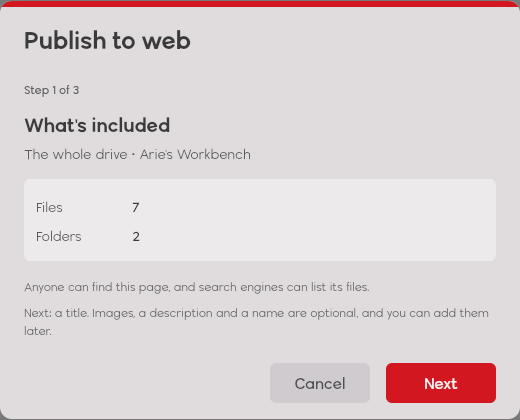 Publish to web
Step 1 of 3
What's included
The whole drive · Arie's Workbench
Files 7
Folders 2
Anyone can find this page, and search engines can list its files.
Next: a title. Images, a description and a name are optional, and you can add them
later.
Cancel Next